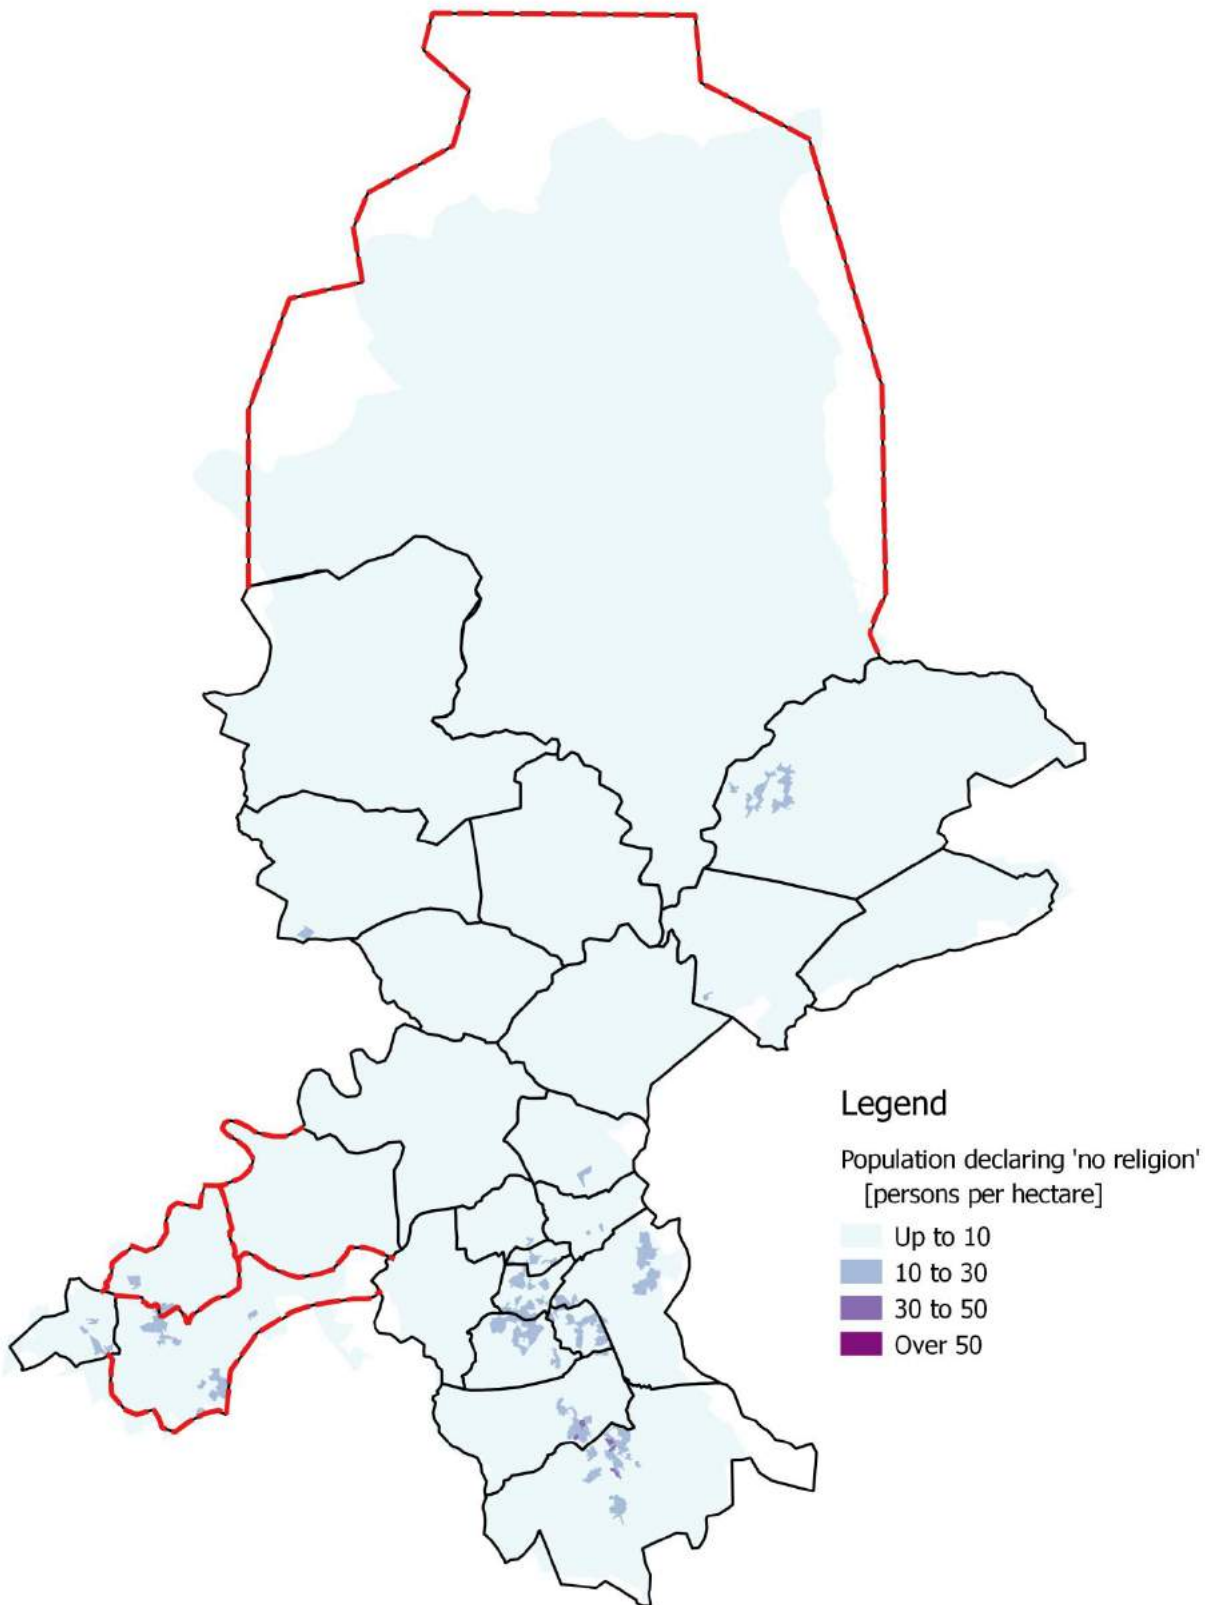 Legend
Population declaring 'no religion'
[persons per hectare]
Up to 10
10 to 30
30 to 50
Over 50